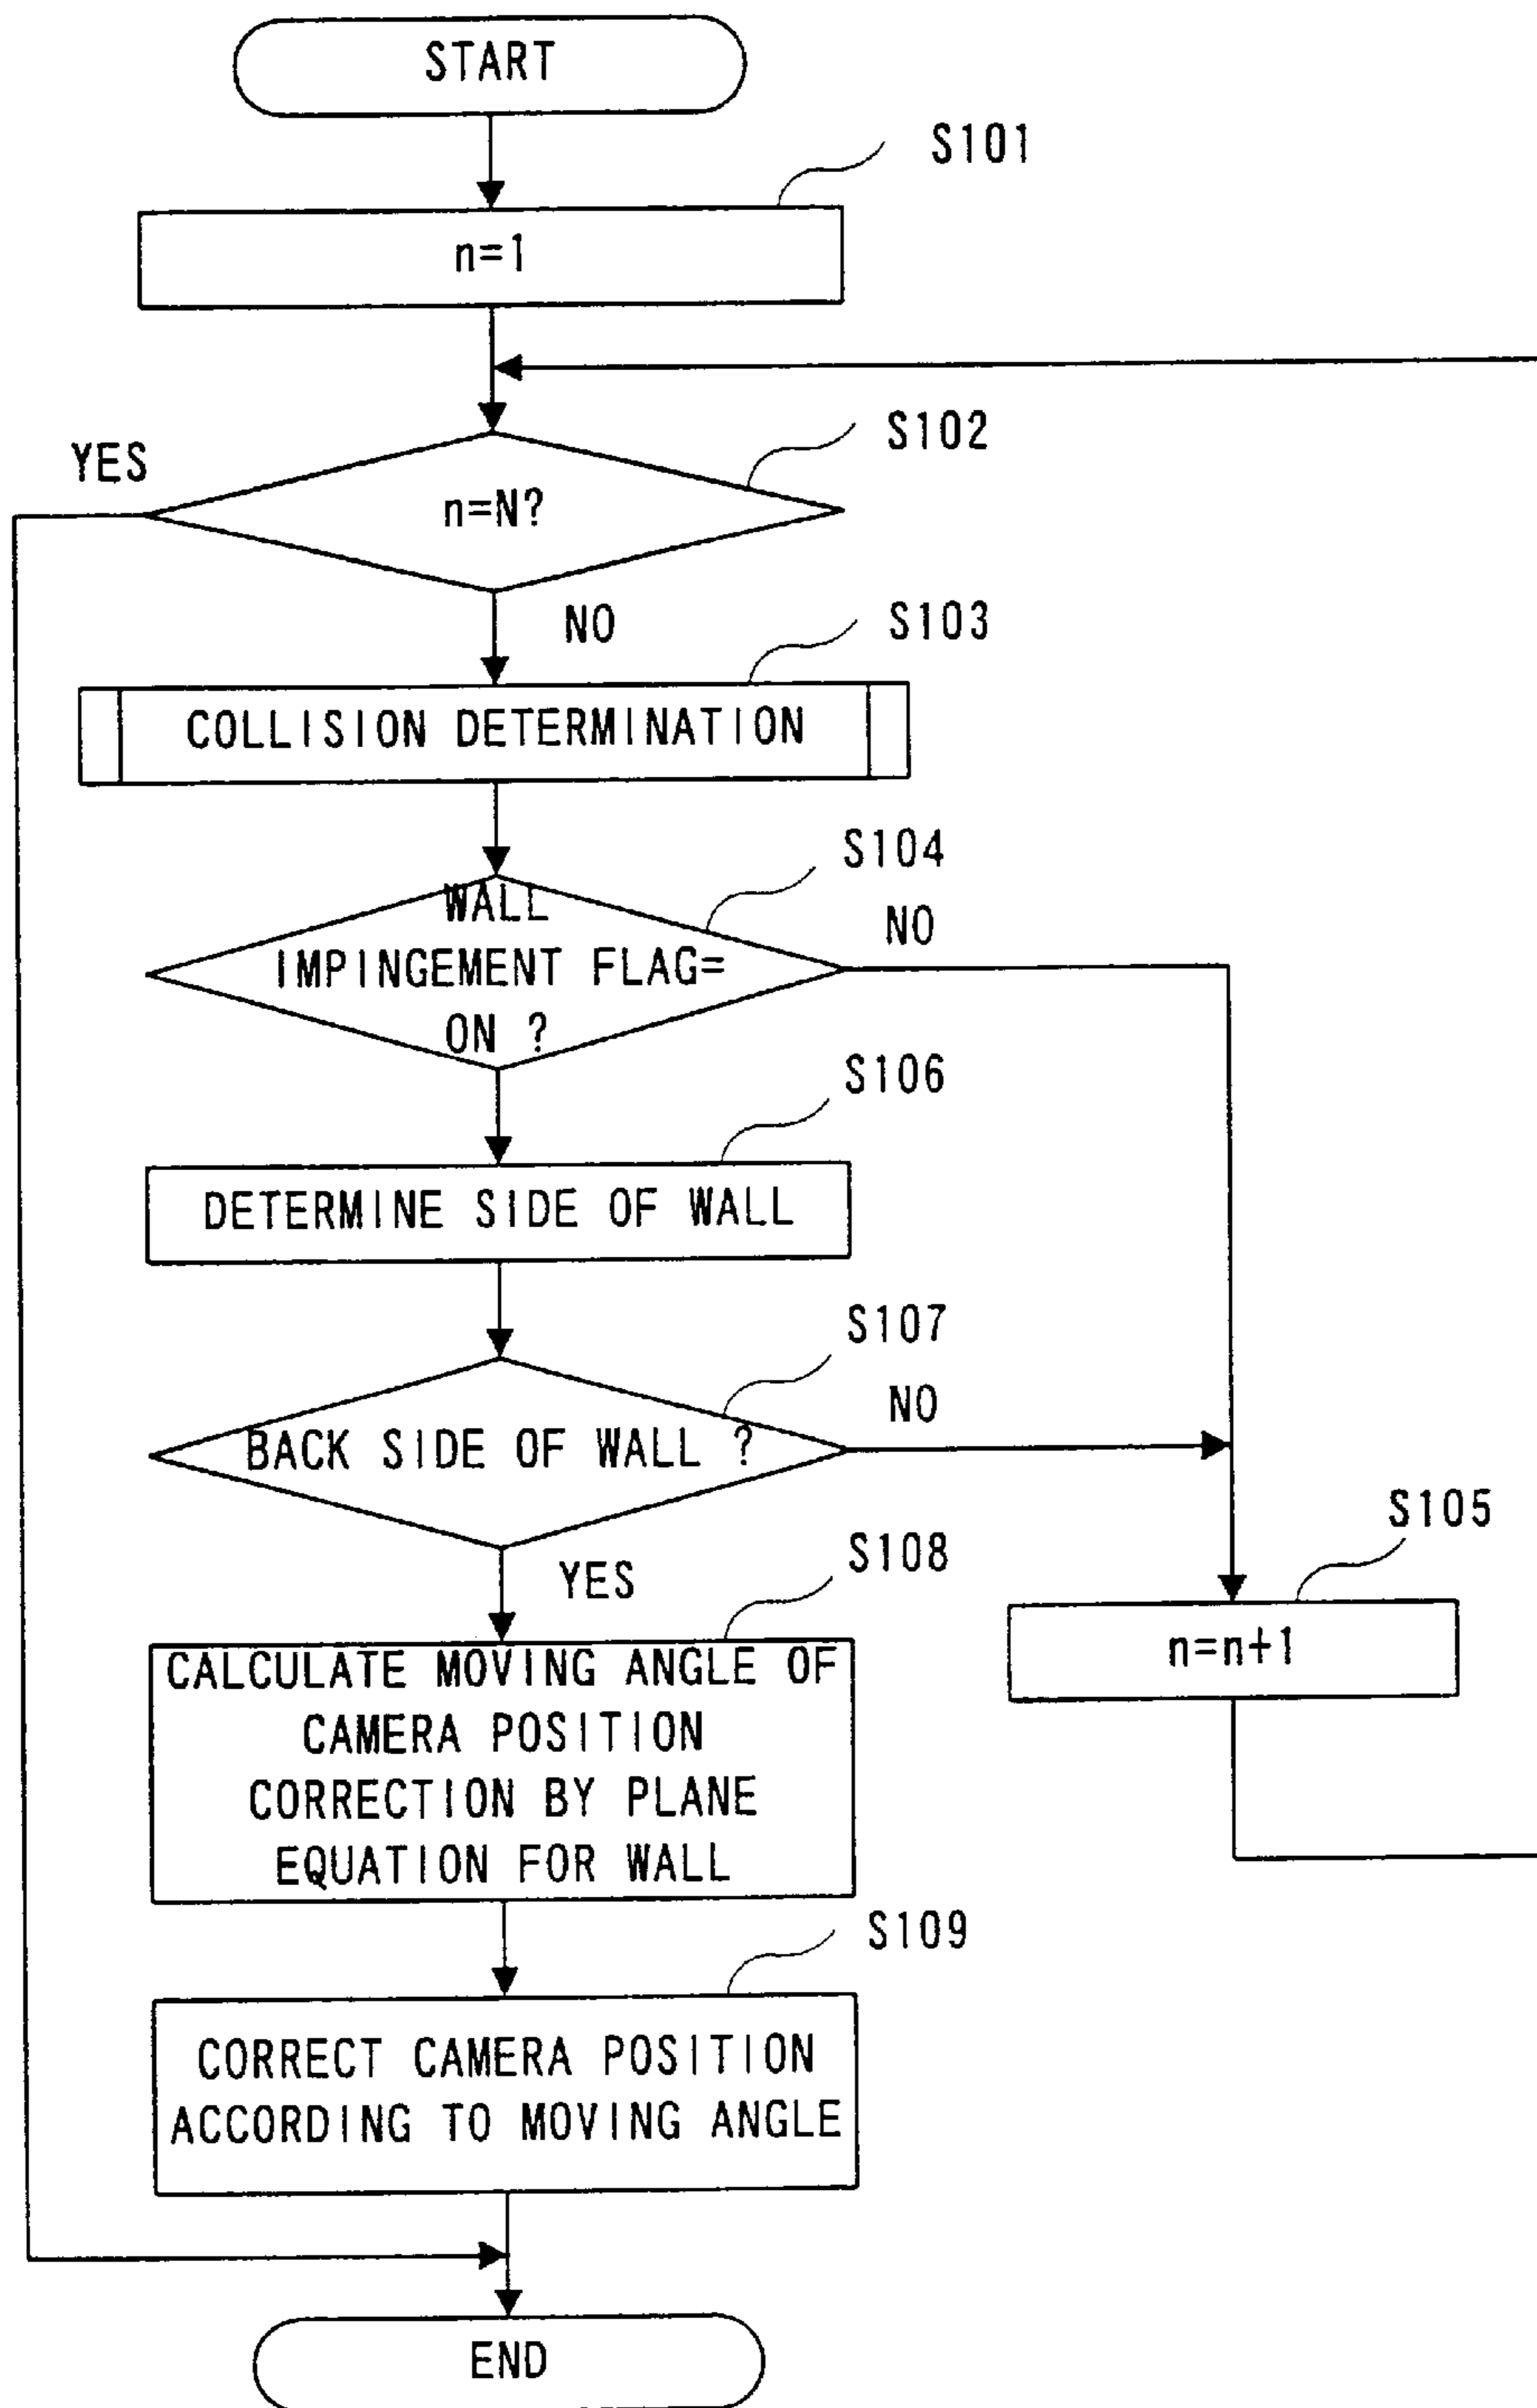 START
S101
n=1
S102
YES
n=N?
NO
S103
COLLISION DETERMINATION
S104
WALL
NO
IMPINGEMENT FLAG=
ON ?
S106
DETERMINE SIDE OF WALL
S107
NO
BACK SIDE OF WALL ?
S105
S108
YES
n=n+1
CALCULATE MOVING ANGLE OF
CAMERA POSITION
CORRECTION BY PLANE
EQUATION FOR WALL
S109
CORRECT CAMERA POSITION
ACCORDING TO MOVING ANGLE
END